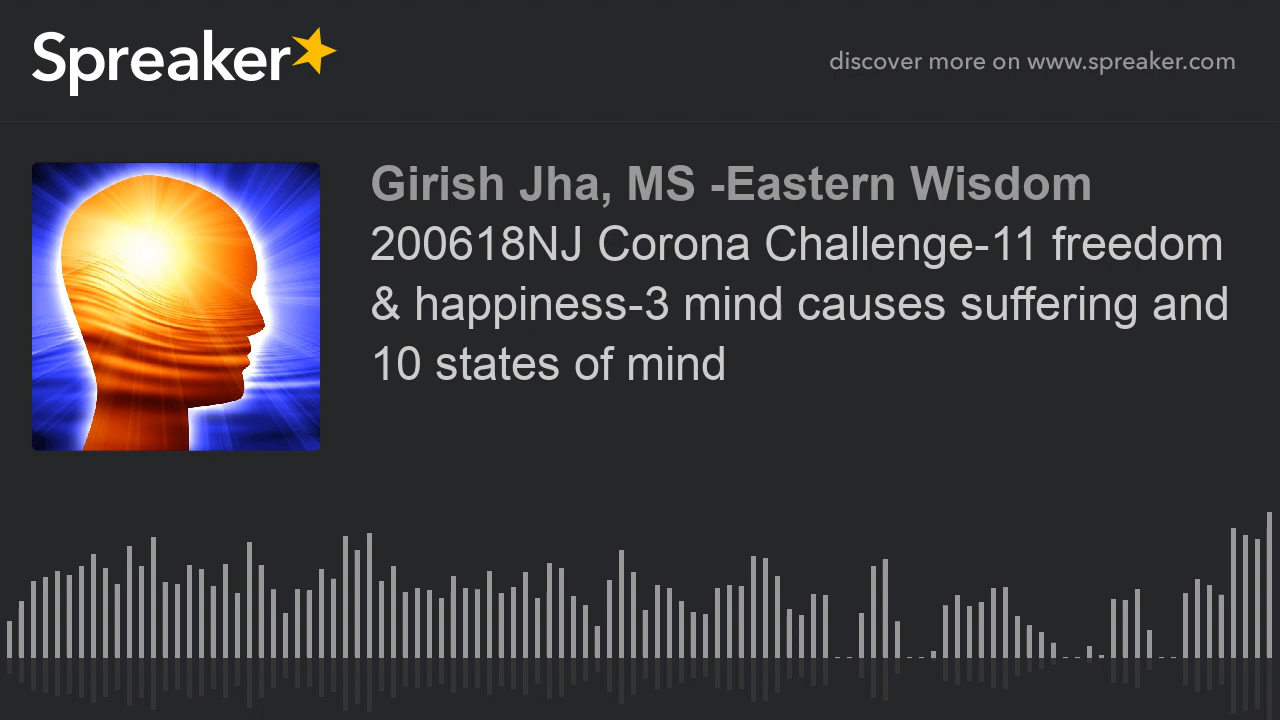 Spreaker
discover more on www.spreaker.com
Girish Jha, MS -Eastern Wisdom
200618NJ Corona Challenge-11 freedom
& happiness-3 mind causes suffering and
10 states of mind